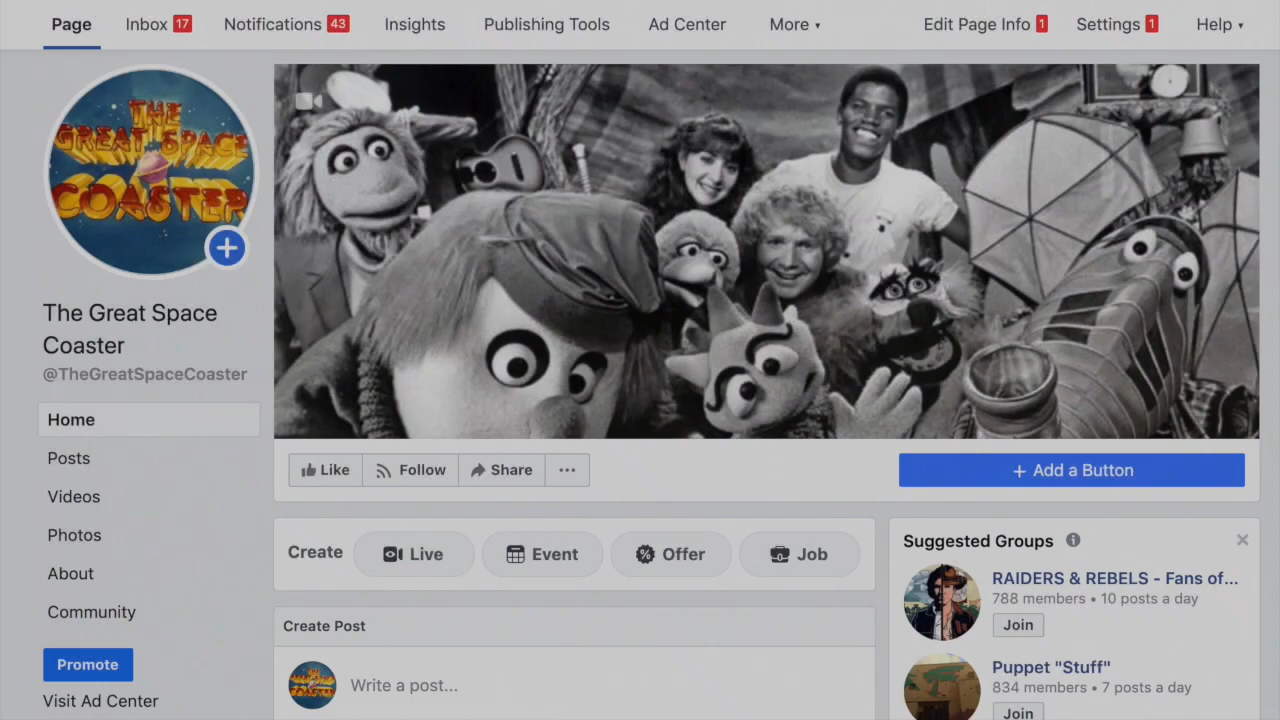 Page
Inbox 17
Notifications 43
Insights
Publishing Tools
Ad Center
More
Edit Page Info 1
Settings 1
Help
THE
GREAT SPACE
COASTER
The Great Space
Coaster
@TheGreatSpaceCoaster
Home
Posts
Videos
Photos
About
Community
Promote
Visit Ad Center
Like
Follow
Share
+ Add a Button
Create
Live
Event
Offer
Job
Create Post
Write a post...
Suggested Groups
RAIDERS & REBELS - Fans of...
788 members • 10 posts a day
Join
Puppet "Stuff"
834 members • 7 posts a day
Join